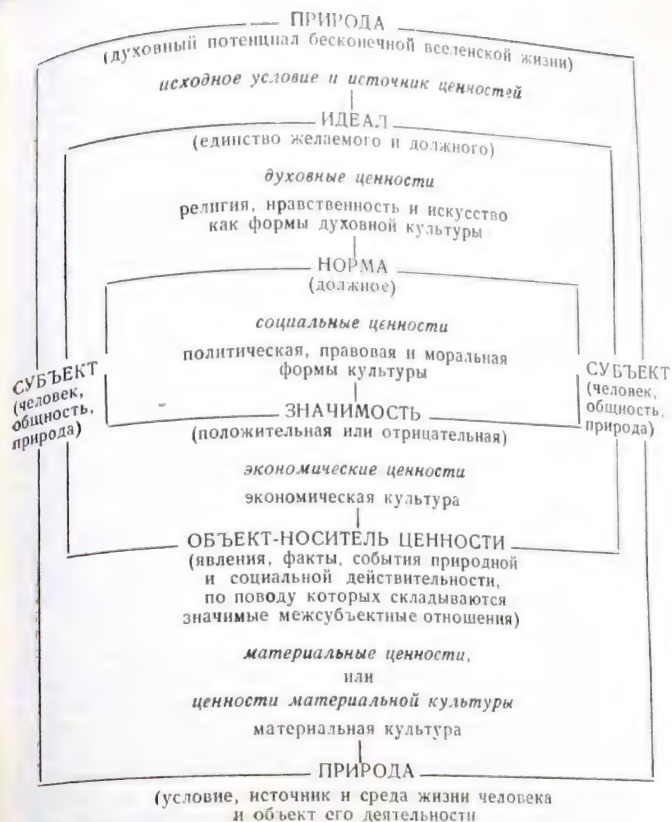 ПРИРОДА
(духовный потенциал бесконечной вселенской жизни)
исходное условие и источник ценностей
ИДЕАЛ
(единство желаемого и должного)
духовные ценности
религия, нравственность и искусство
как формы духовной культуры
НОРМА
(должное)
социальные ценности
политическая, правовая и моральная
формы культуры
СУБЪЕКТ
(человек,
общность,
природа)
СУБЪЕКТ
(человек,
общность,
природа)
ЗНАЧИМОСТЬ
(положительная или отрицательная)
экономические ценности
экономическая культура
ОБЪЕКТ-НОСИТЕЛЬ ЦЕННОСТИ
(явления, факты, события природной
и социальной действительности,
по поводу которых складываются
значимые межсубъектные отношения)
материальные ценности,
или
ценности материальной культуры
материальная культура
ПРИРОДА
(условие, источник и среда жизни человека
и объект его деятельности